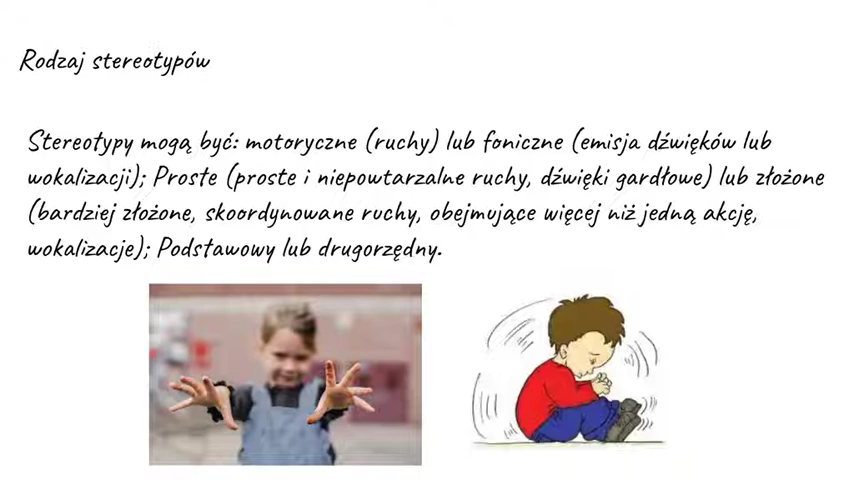 Rodzaj stereotypów
Stereotypy mogą być: motoryczne (ruchy) lub foniczne (emisja dźwięków lub
wokalizacji); Proste (proste i niepowtarzalne ruchy, dźwięki gardłowe) lub złożone
(bardziej złożone, skoordynowane ruchy, obejmujące więcej niż jedną akcję,
wokalizacje); Podstawowy lub drugorzędny.